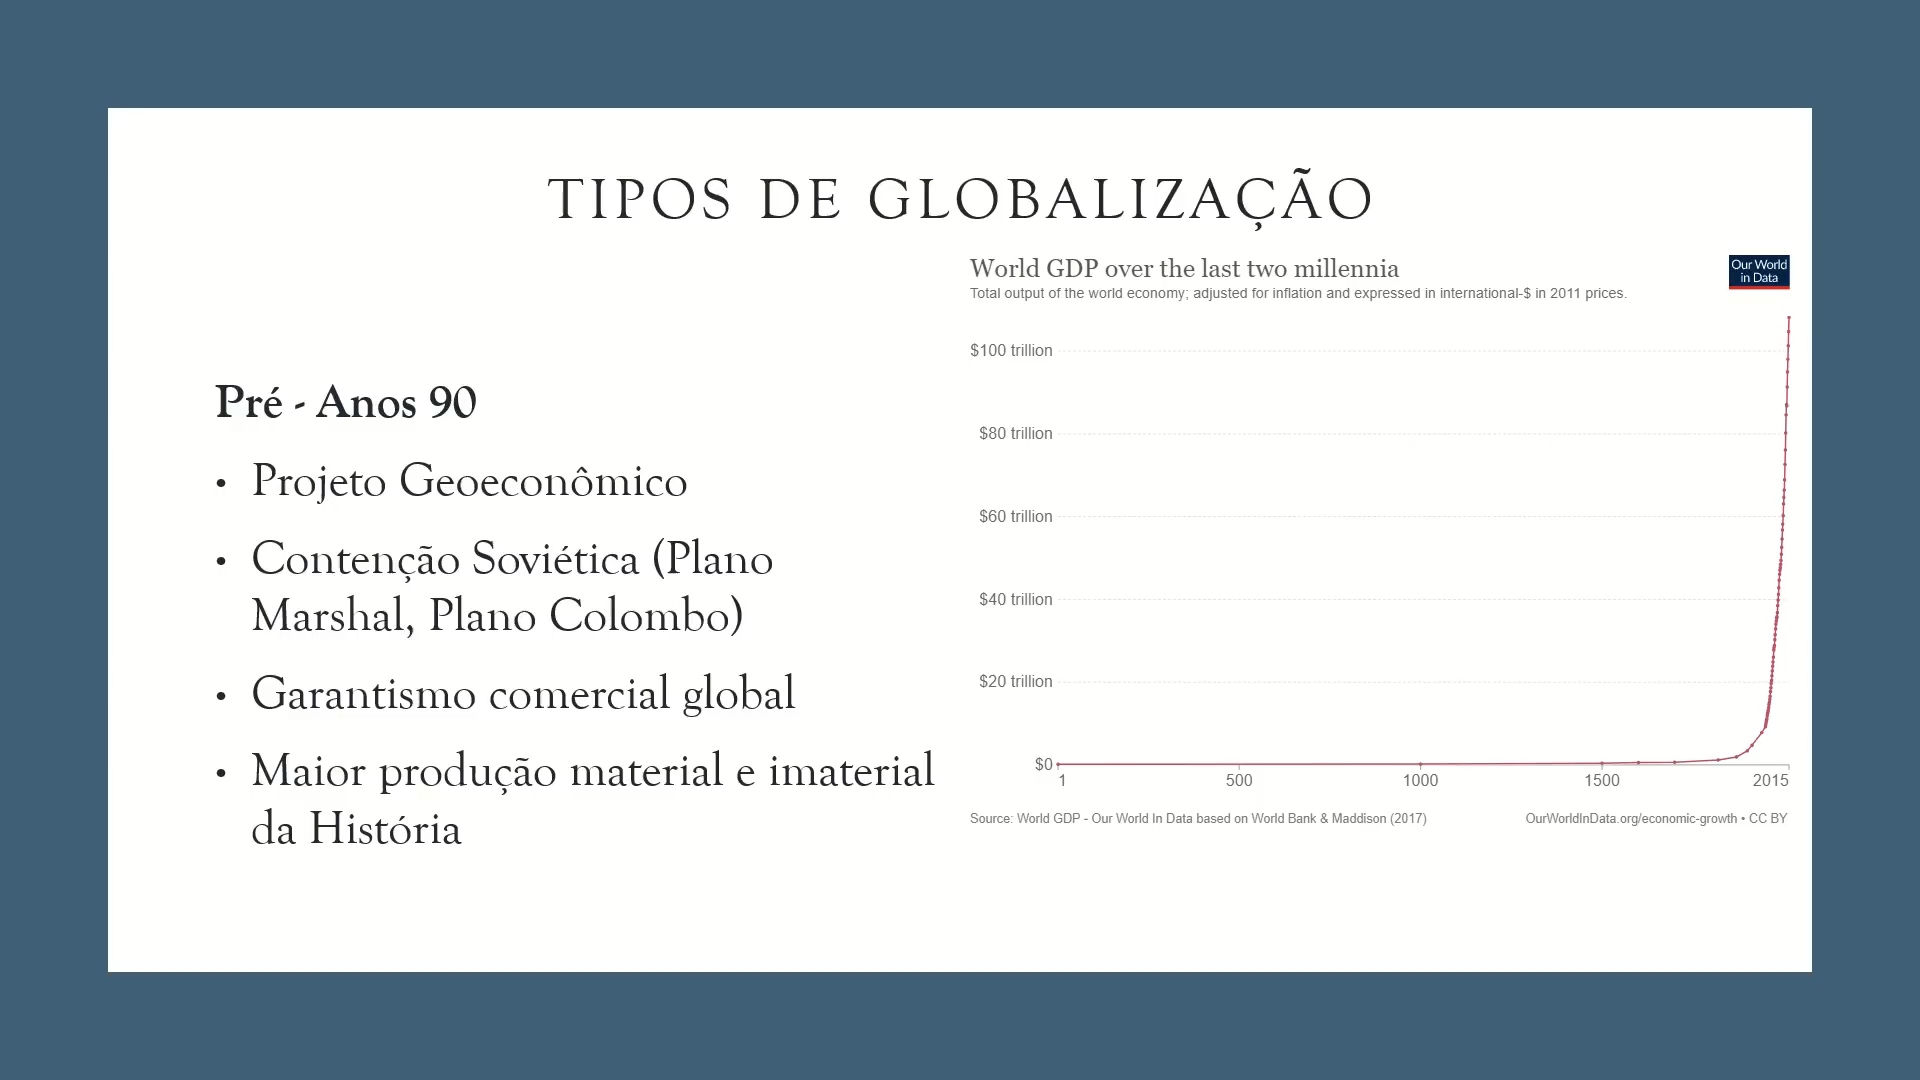 TIPOS DE GLOBALIZAÇÃO
Pré - Anos 90
• Projeto Geoeconômico
• Contenção Soviética (Plano
Marshal, Plano Colombo)
• Garantismo comercial global
• Maior produção material e imaterial
da História
World GDP over the last two millennia
Total output of the world economy; adjusted for inflation and expressed in international-$ in 2011 prices.
Our World
in Data
$100 trillion
$80 trillion
$60 trillion
$40 trillion
$20 trillion
$0
1 500 1000 1500 2015
Source: World GDP - Our World In Data based on World Bank & Maddison (2017)
OurWorldInData.org/economic-growth • CC BY